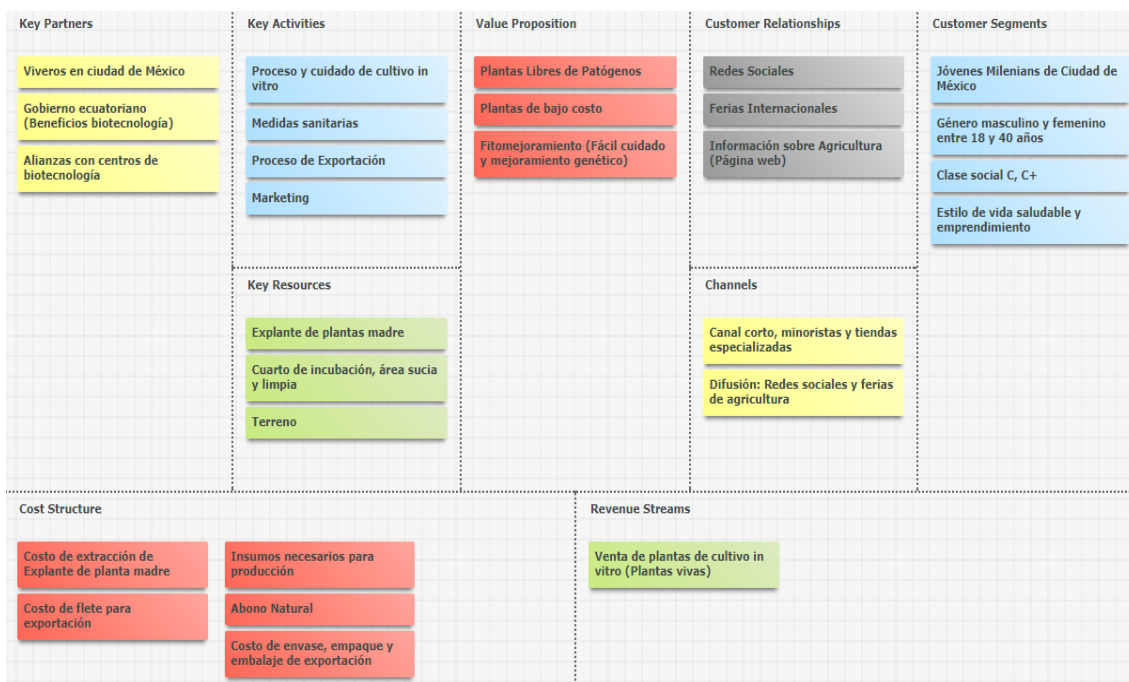 Key Partners
Viveros en ciudad de México
Gobierno ecuatoriano
(Beneficios biotecnología)
Alianzas con centros de
biotecnología
Key Activities
Proceso y cuidado de cultivo in
vitro
Medidas sanitarias
Proceso de Exportación
Marketing
Key Resources
Explante de plantas madre
Cuarto de incubación, área sucia
y limpia
Terreno
Value Proposition
Plantas Libres de Patógenos
Plantas de bajo costo
Fitomejoramiento (Fácil cuidado
y mejoramiento genético)
Customer Relationships
Redes Sociales
Ferias Internacionales
Información sobre Agricultura
(Página web)
Channels
Canal corto, minoristas y tiendas
especializadas
Difusión: Redes sociales y ferias
de agricultura
Customer Segments
Jóvenes Milenians de Ciudad de
México
Género masculino y femenino
entre 18 y 40 años
Clase social C, C+
Estilo de vida saludable y
emprendimiento
Cost Structure
Costo de extracción de
Explante de planta madre
Costo de flete para
exportación
Insumos necesarios para
producción
Abono Natural
Costo de envase, empaque y
embalaje de exportación
Revenue Streams
Venta de plantas de cultivo in
vitro (Plantas vivas)